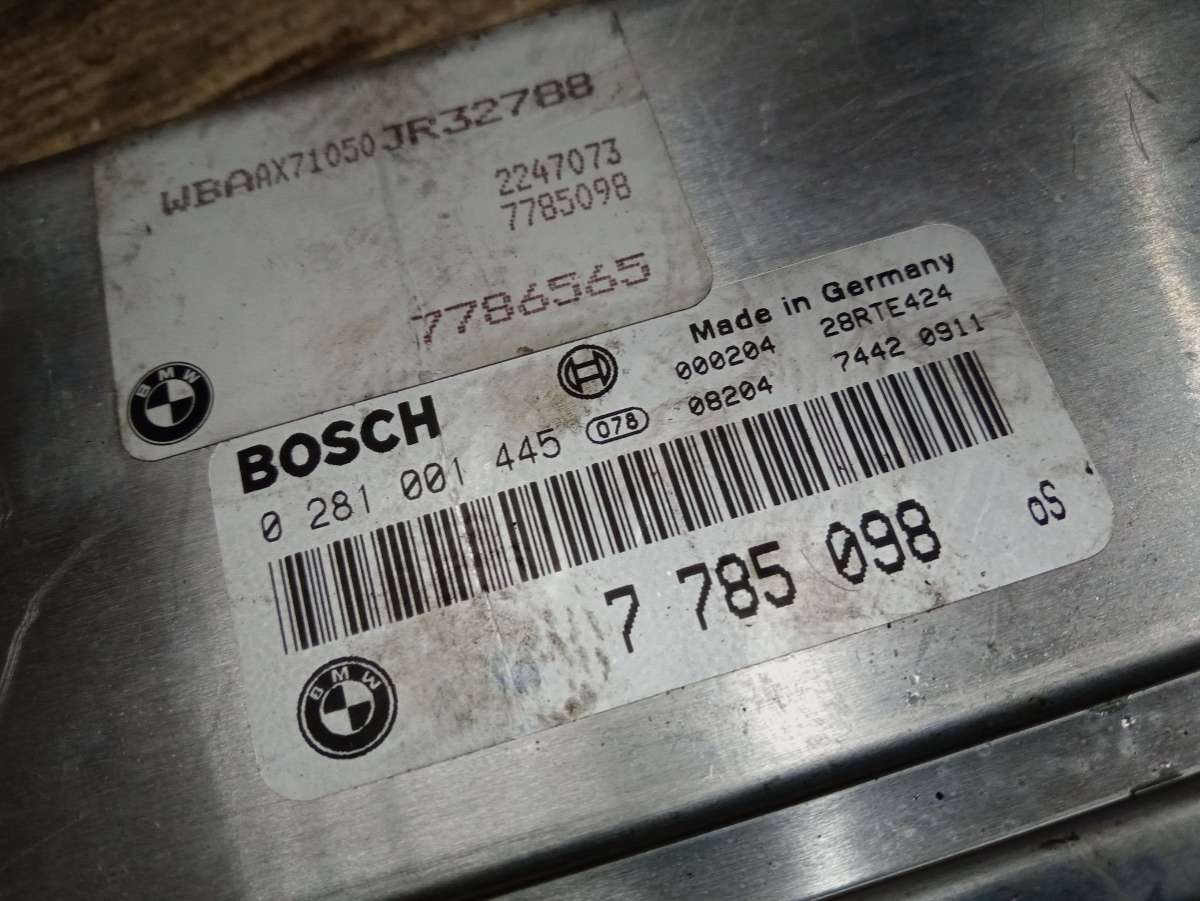 WBAAX71050JR32788
2247073
7785098
7786565
BMW
Made in Germany
BOSCH
000204 28RTE424
0 281 001 445 078 08204 7442 0911
7 785 098 oS
BMW